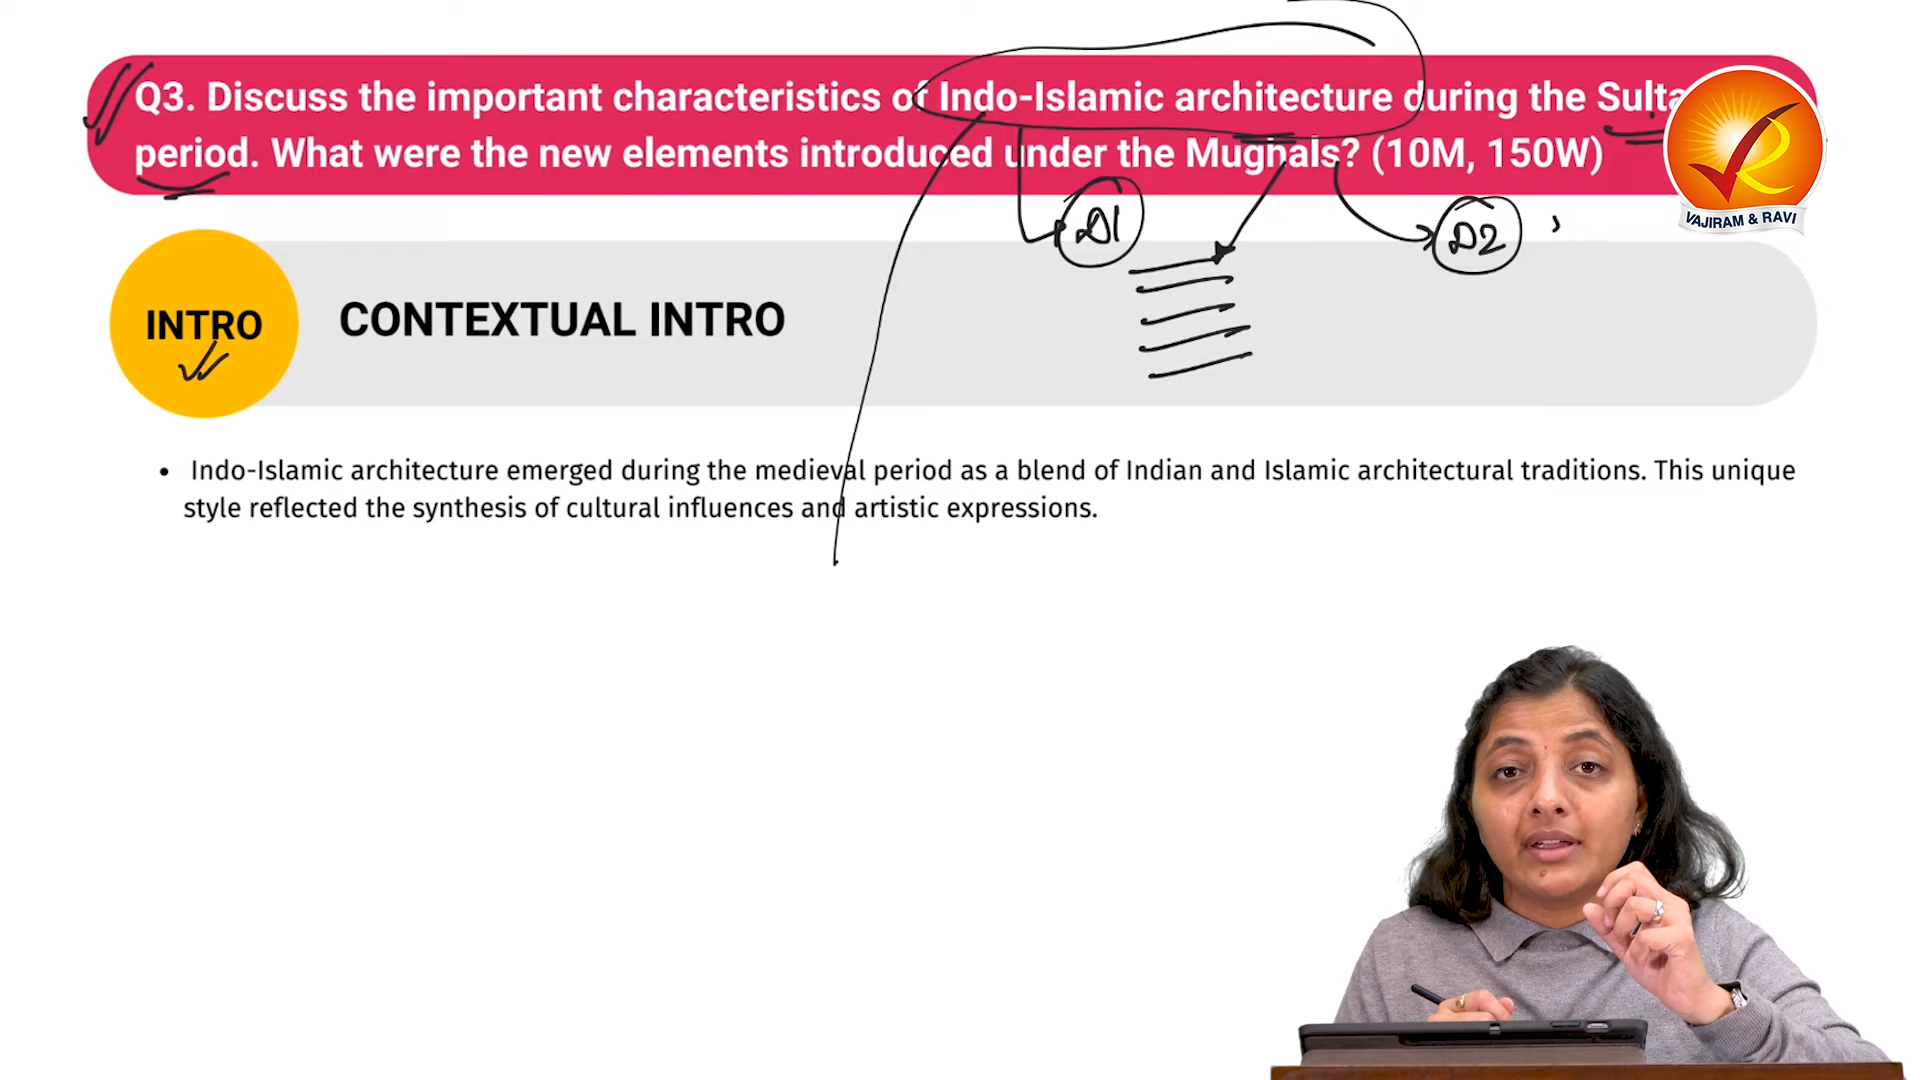 Q3. Discuss the important characteristics of Indo-Islamic architecture during the
period. What were the new elements introduced under the Mughals? (10M, 150W)
VAJIRAM & RAVI
D1
D2
INTRO
CONTEXTUAL INTRO
• Indo-Islamic architecture emerged during the medieval period as a blend of Indian and Islamic architectural traditions. This unique
style reflected the synthesis of cultural influences and artistic expressions.